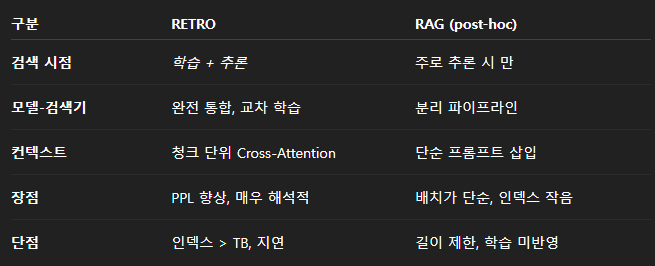 구분 RETRO RAG (post-hoc)
검색 시점 학습 + 추론 주로 추론 시 만
모델-검색기 완전 통합, 교차 학습 분리 파이프라인
컨텍스트 청크 단위 Cross-Attention 단순 프롬프트 삽입
장점 PPL 향상, 매우 해석적 배치가 단순, 인덱스 작음
단점 인덱스 > TB, 지연 길이 제한, 학습 미반영